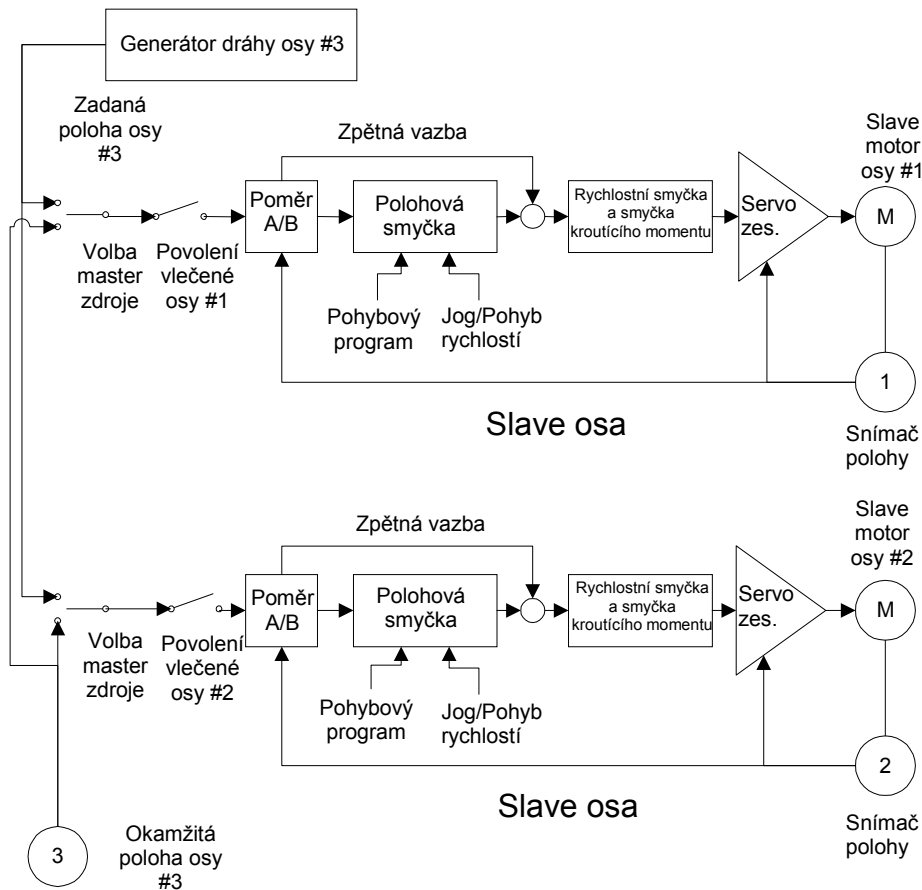 Generátor dráhy osy #3
Zadaná
poloha osy
#3
Zpětná vazba
Slave
motor
osy #1
Poměr
A/B
Polohová
smyčka
Rychlostní smyčka
a smyčka
kroutícího momentu
Servo
zes.
M
Volba
master
zdroje
Povolení
vlečené
osy #1
Pohybový
program
Jog/Pohyb
rychlostí
1
Slave osa
Snímač
polohy
Zpětná vazba
Slave
motor
osy #2
Poměr
A/B
Polohová
smyčka
Rychlostní smyčka
a smyčka
kroutícího momentu
Servo
zes.
M
Volba
master
zdroje
Povolení
vlečené
osy #2
Pohybový
program
Jog/Pohyb
rychlostí
2
Slave osa
Snímač
polohy
3
Okamžitá
poloha osy
#3